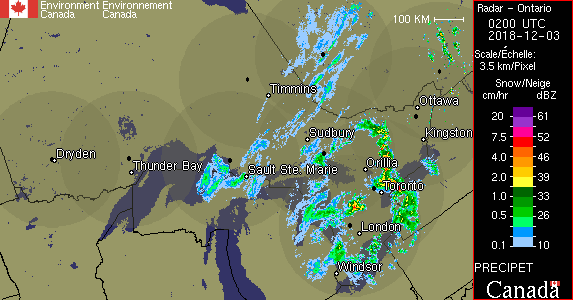 Environment Environnement
Canada Canada
100 KM
Timmins
Ottawa
Sudbury
Kingston
Dryden
Thunder Bay
Sault Ste. Marie
Orillia
Toronto
London
Windsor
Radar - Ontario
0200 UTC
2018-12-03
Scale/Échelle:
3.5 km/Pixel
Snow/Neige
cm/hr dBZ
20 61
7.5 57
5.5 52
4.0 46
2.0 39
1.0 33
0.5 26
0.1 10
PRECIPET
Canada